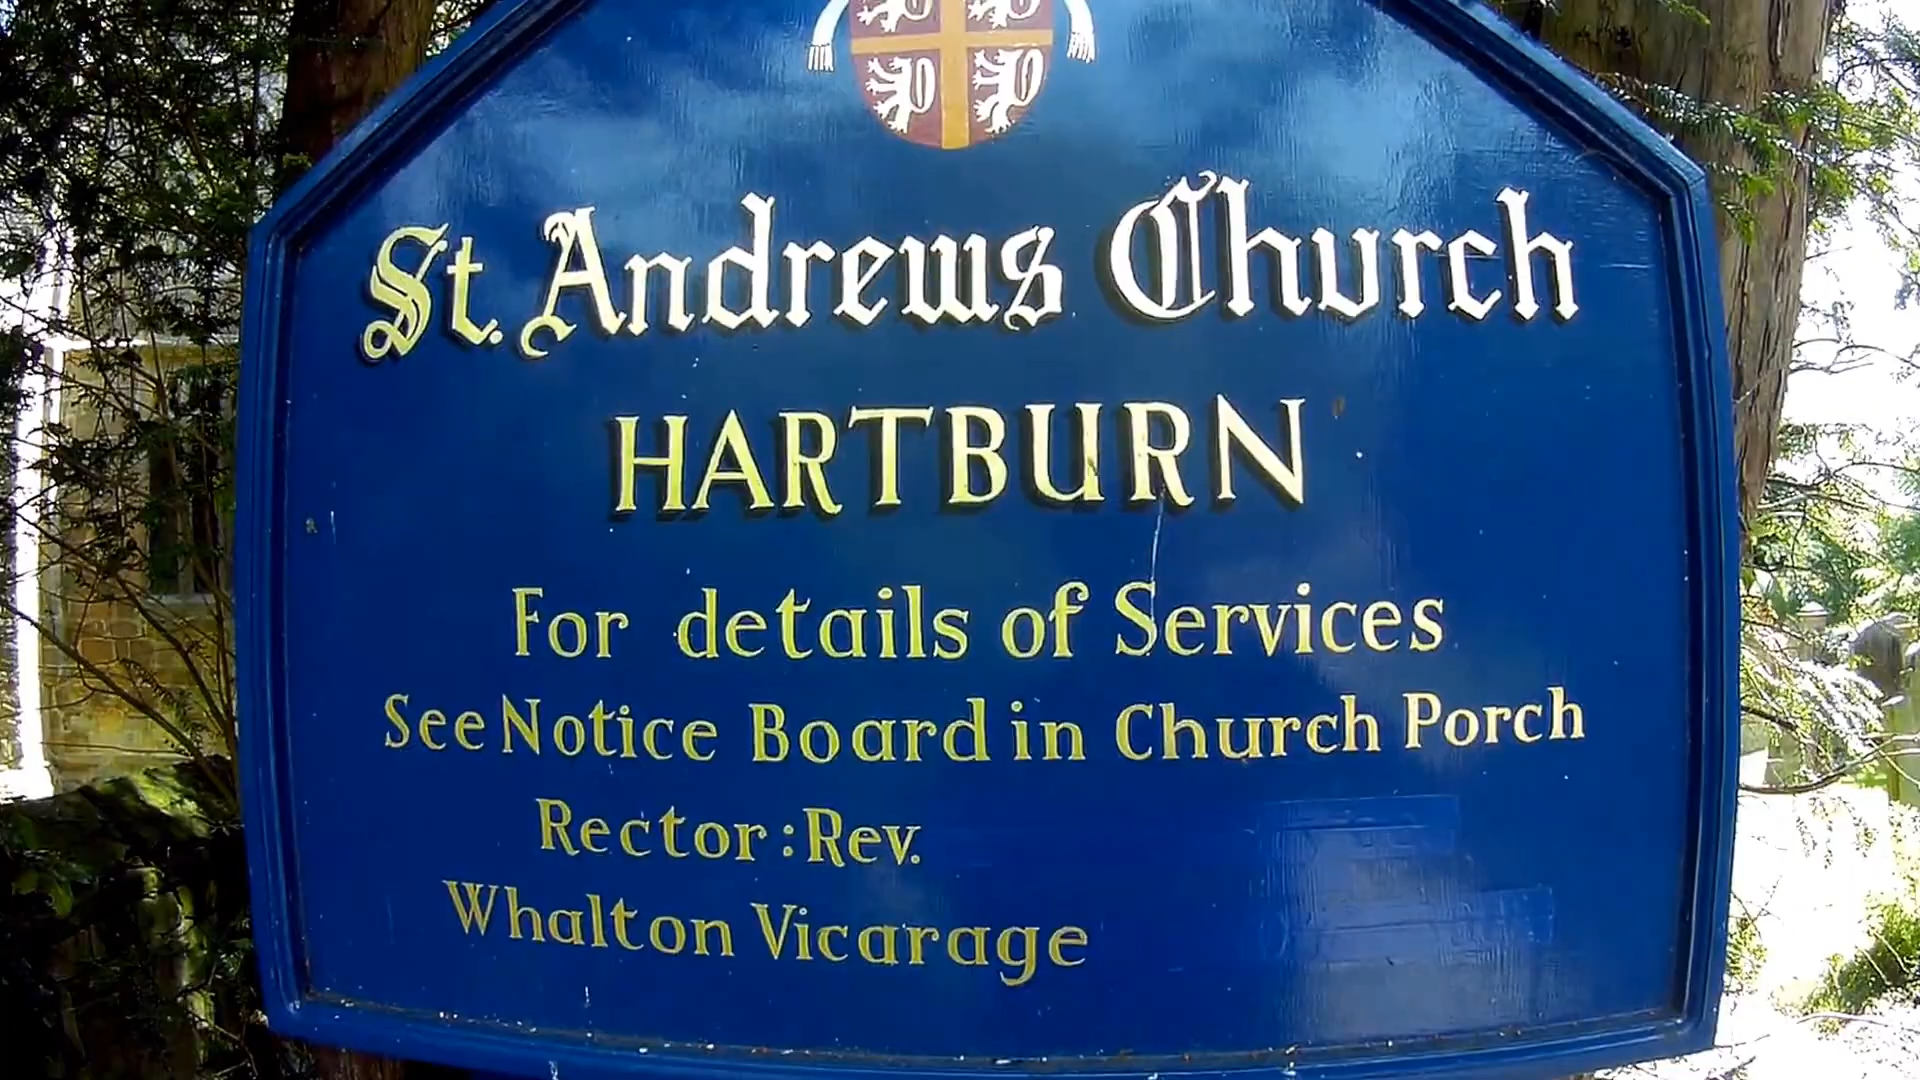 St. Andrews Church
HARTBURN
For details of Services
See Notice Board in Church Porch
Rector: Rev.
Whalton Vicarage